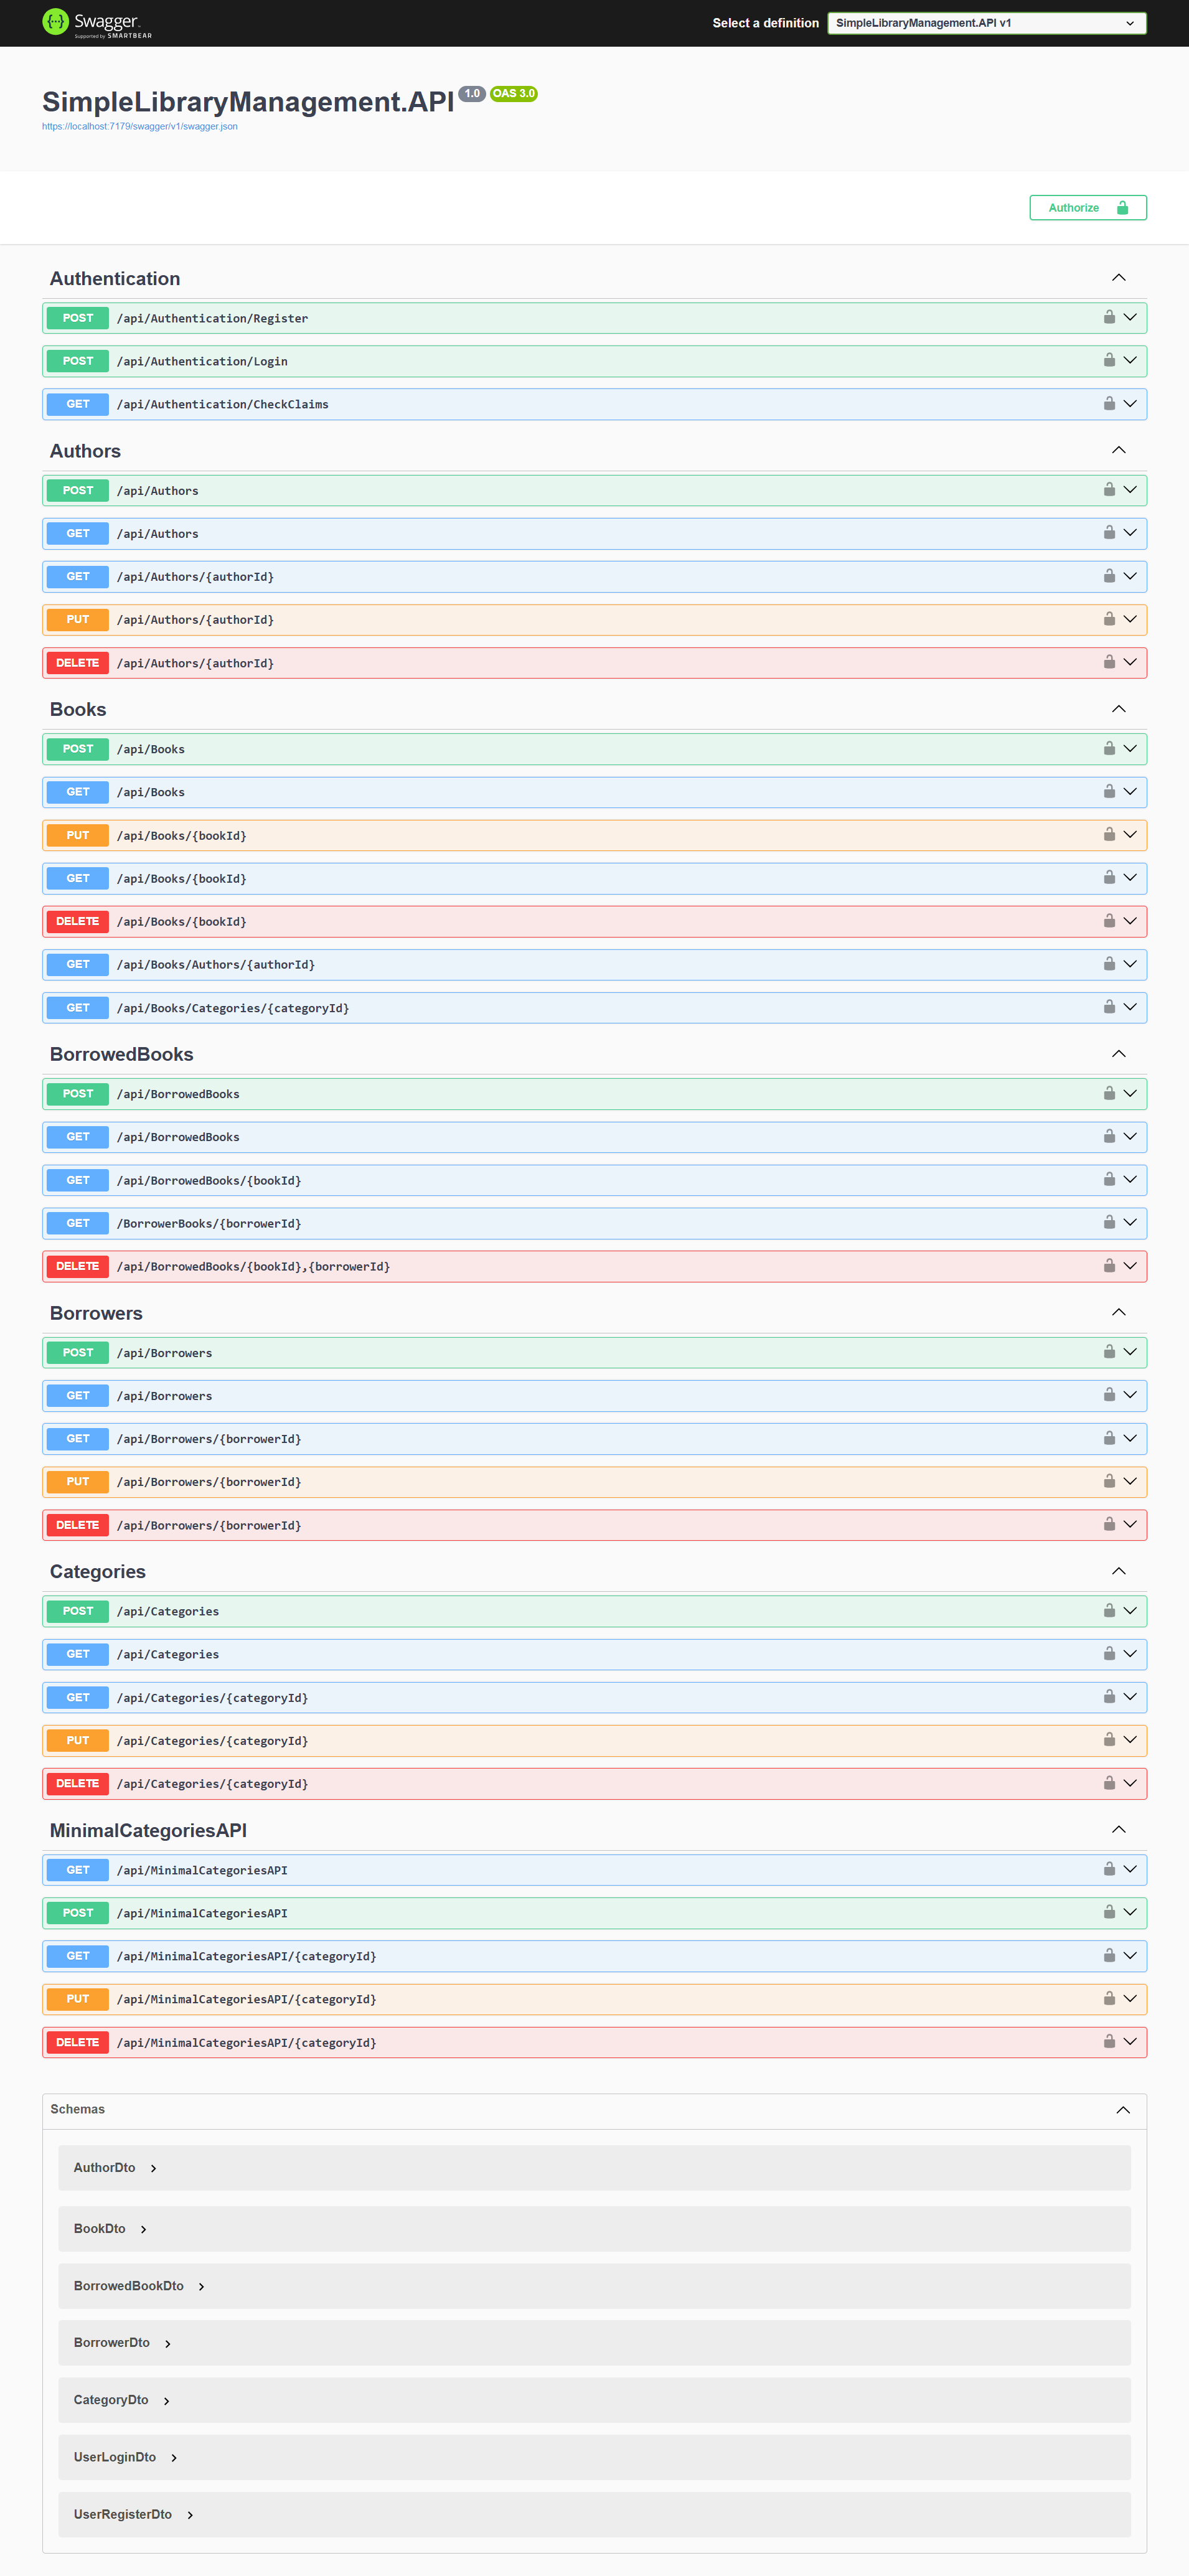 Swagger
Supported by SMARTBEAR
Select a definition
SimpleLibraryManagement.API v1
SimpleLibraryManagement.API 1.0 OAS 3.0
https://localhost:7179/swagger/v1/swagger.json
Authorize
Authentication
POST /api/Authentication/Register
POST /api/Authentication/Login
GET /api/Authentication/CheckClaims
Authors
POST /api/Authors
GET /api/Authors
GET /api/Authors/{authorId}
PUT /api/Authors/{authorId}
DELETE /api/Authors/{authorId}
Books
POST /api/Books
GET /api/Books
PUT /api/Books/{bookId}
GET /api/Books/{bookId}
DELETE /api/Books/{bookId}
GET /api/Books/Authors/{authorId}
GET /api/Books/Categories/{categoryId}
BorrowedBooks
POST /api/BorrowedBooks
GET /api/BorrowedBooks
GET /api/BorrowedBooks/{bookId}
GET /BorrowerBooks/{borrowerId}
DELETE /api/BorrowedBooks/{bookId},{borrowerId}
Borrowers
POST /api/Borrowers
GET /api/Borrowers
GET /api/Borrowers/{borrowerId}
PUT /api/Borrowers/{borrowerId}
DELETE /api/Borrowers/{borrowerId}
Categories
POST /api/Categories
GET /api/Categories
GET /api/Categories/{categoryId}
PUT /api/Categories/{categoryId}
DELETE /api/Categories/{categoryId}
MinimalCategoriesAPI
GET /api/MinimalCategoriesAPI
POST /api/MinimalCategoriesAPI
GET /api/MinimalCategoriesAPI/{categoryId}
PUT /api/MinimalCategoriesAPI/{categoryId}
DELETE /api/MinimalCategoriesAPI/{categoryId}
Schemas
AuthorDto
BookDto
BorrowedBookDto
BorrowerDto
CategoryDto
UserLoginDto
UserRegisterDto